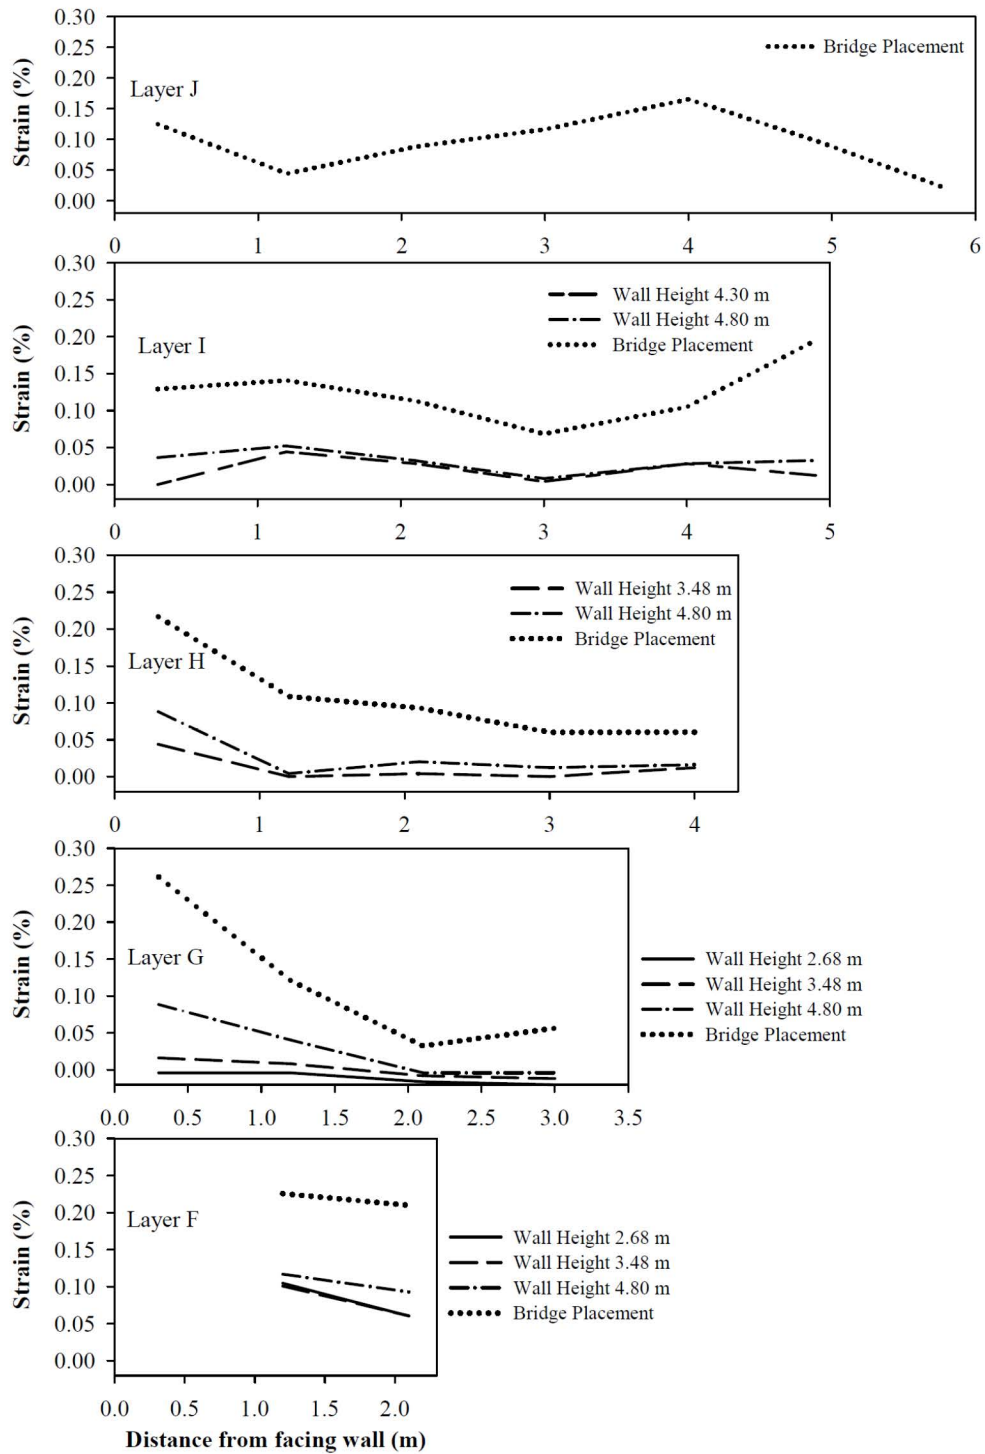 0.30
0.25
0.20
0.15
0.10
0.05
0.00
Strain (%)
Layer J
Bridge Placement
0 1 2 3 4 5 6
0.30
0.25
0.20
0.15
0.10
0.05
0.00
Strain (%)
Layer I
Wall Height 4.30 m
Wall Height 4.80 m
Bridge Placement
0 1 2 3 4 5
0.30
0.25
0.20
0.15
0.10
0.05
0.00
Strain (%)
Layer H
Wall Height 3.48 m
Wall Height 4.80 m
Bridge Placement
0 1 2 3 4
0.30
0.25
0.20
0.15
0.10
0.05
0.00
Strain (%)
Layer G
Wall Height 2.68 m
Wall Height 3.48 m
Wall Height 4.80 m
Bridge Placement
0.0 0.5 1.0 1.5 2.0 2.5 3.0 3.5
0.30
0.25
0.20
0.15
0.10
0.05
0.00
Strain (%)
Layer F
Wall Height 2.68 m
Wall Height 3.48 m
Wall Height 4.80 m
Bridge Placement
0.0 0.5 1.0 1.5 2.0
Distance from facing wall (m)